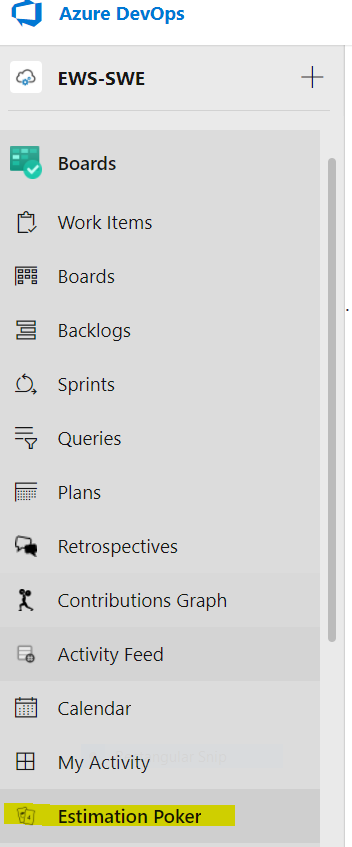 Azure DevOps
EWS-SWE
Boards
Work Items
Boards
Backlogs
Sprints
Queries
Plans
Retrospectives
Contributions Graph
Activity Feed
Calendar
My Activity
Estimation Poker